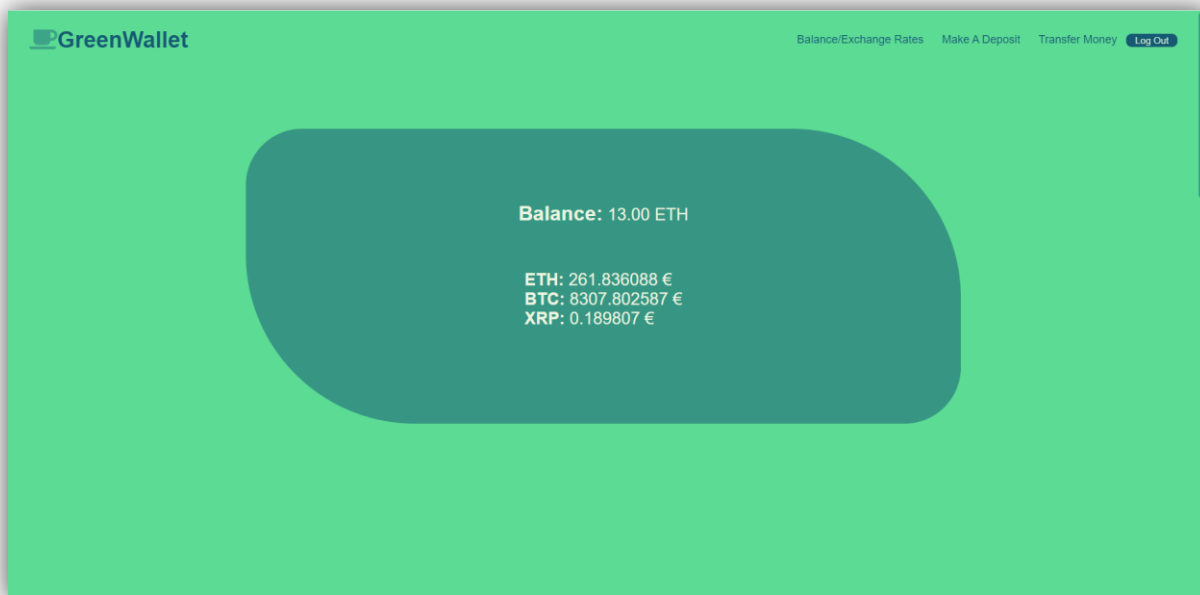 GreenWallet
Balance/Exchange Rates Make A Deposit Transfer Money Log Out
Balance: 13.00 ETH
ETH: 261.836088 €
BTC: 8307.802587 €
XRP: 0.189807 €